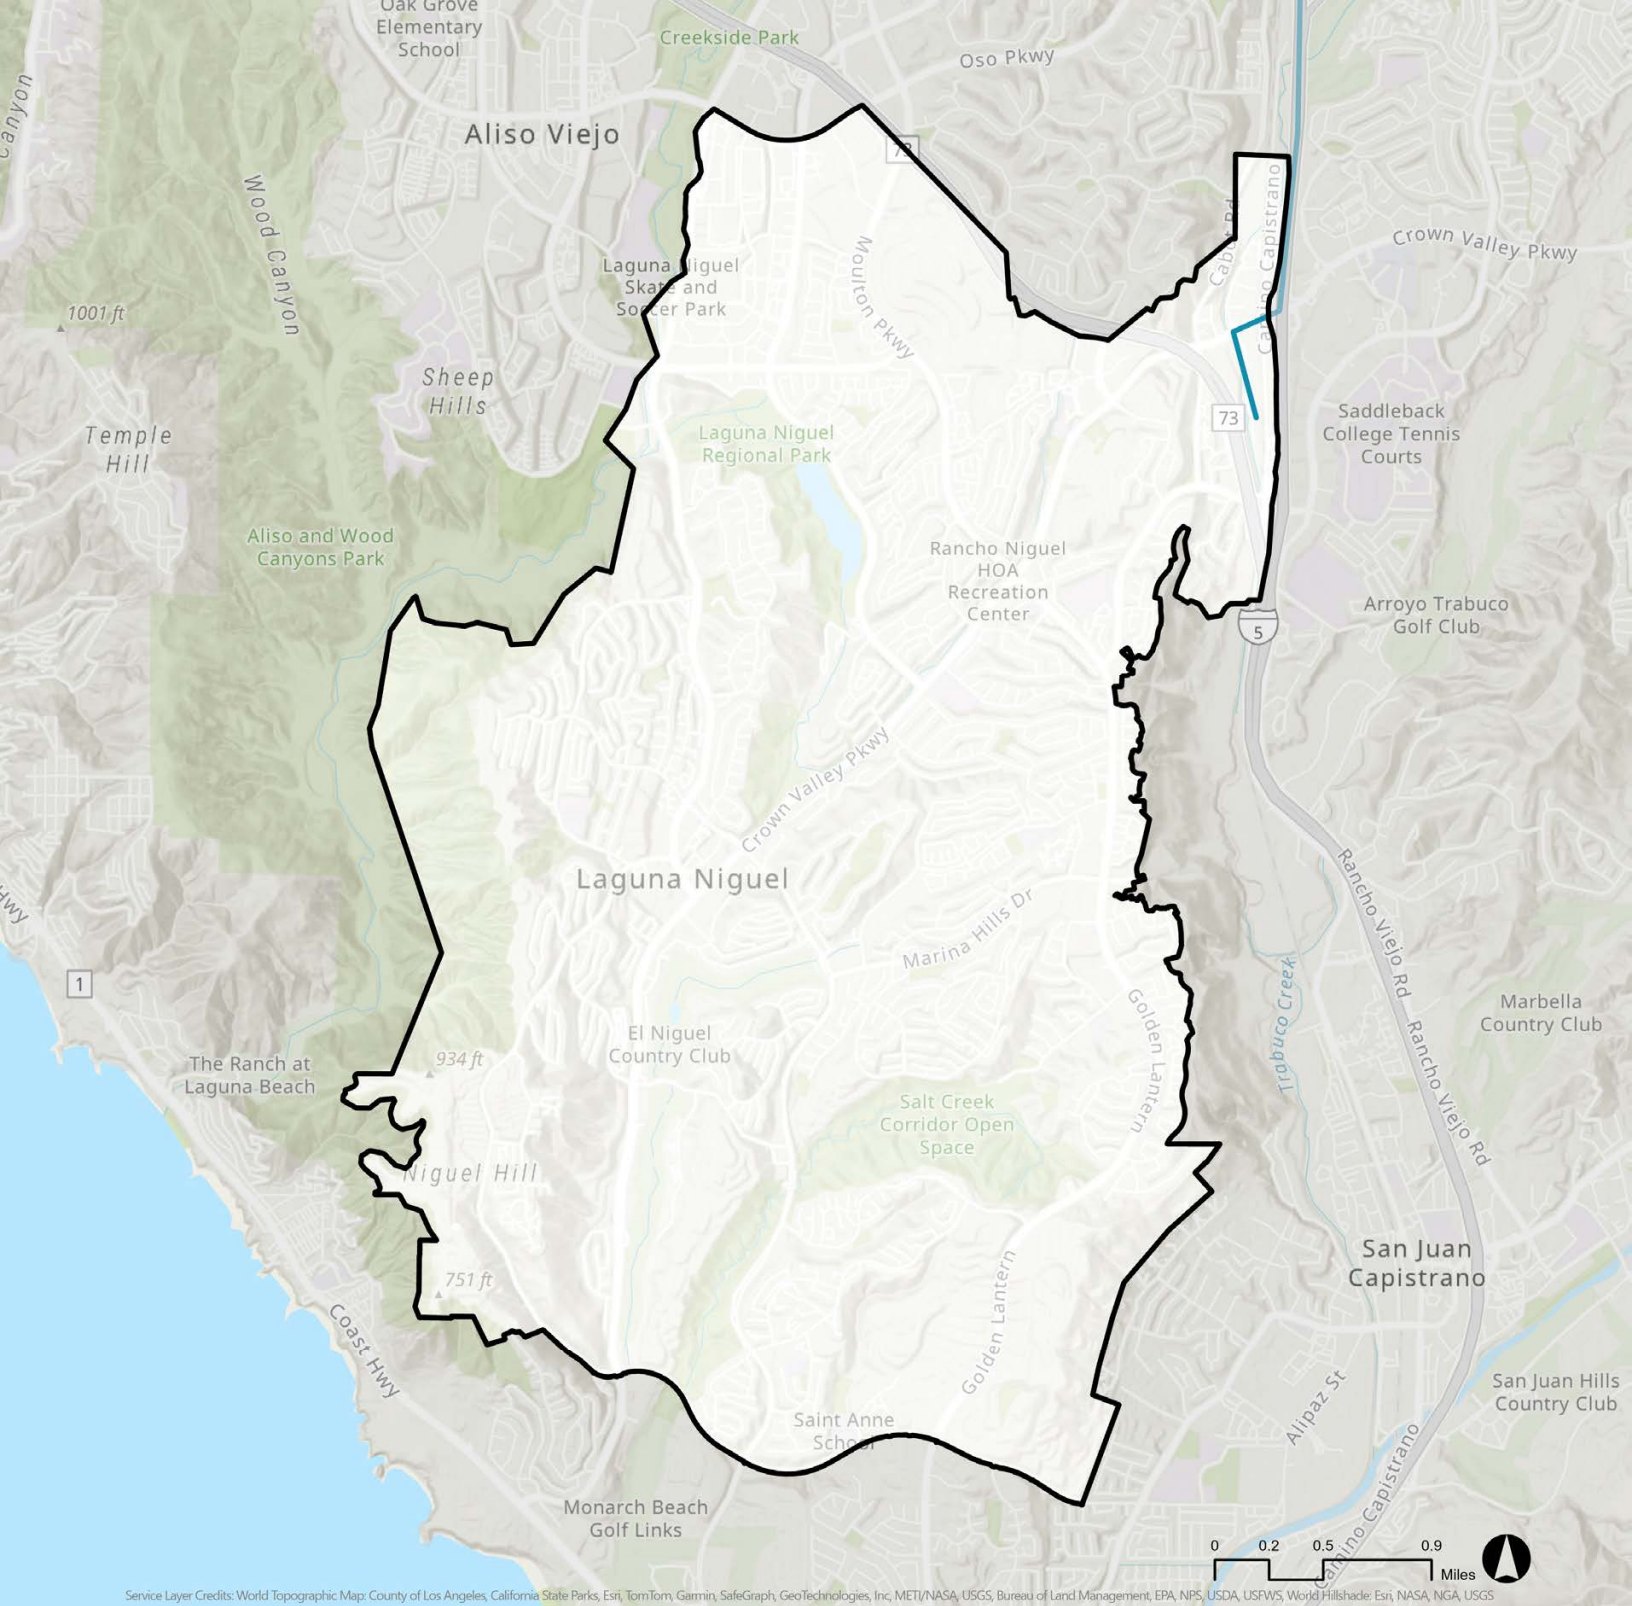 Oak Grove
Elementary
School
Creekside Park
Oso Pkwy
Canyon
Aliso Viejo
73
Wood Canyon
Cabot Rd
Camino Capistrano
Crown Valley Pkwy
Laguna Niguel
Skate and
Soccer Park
Moulton Pkwy
1001 ft
Sheep
Hills
Temple
Hill
73
Saddleback
College Tennis
Courts
Laguna Niguel
Regional Park
Aliso and Wood
Canyons Park
Rancho Niguel
HOA
Recreation
Center
Arroyo Trabuco
Golf Club
5
Crown Valley Pkwy
Laguna Niguel
Hwy
Marina Hills Dr
Rancho Viejo Rd
1
Trabuco Creek
Golden Lantern
Marbella
Country Club
El Niguel
Country Club
934 ft
The Ranch at
Laguna Beach
Rancho Viejo Rd
Salt Creek
Corridor Open
Space
Niguel Hill
San Juan
Capistrano
751 ft
Golden Lantern
Coast Hwy
Alipaz St
San Juan Hills
Country Club
Saint Anne
School
Monarch Beach
Golf Links
Camino Capistrano
0 0.2 0.5 0.9
Miles
Service Layer Credits: World Topographic Map: County of Los Angeles, California State Parks, Esri, TomTom, Garmin, SafeGraph, GeoTechnologies, Inc, METI/NASA, USGS, Bureau of Land Management, EPA, NPS, USDA, USFWS, World Hillshade: Esri, NASA, NGA, USGS